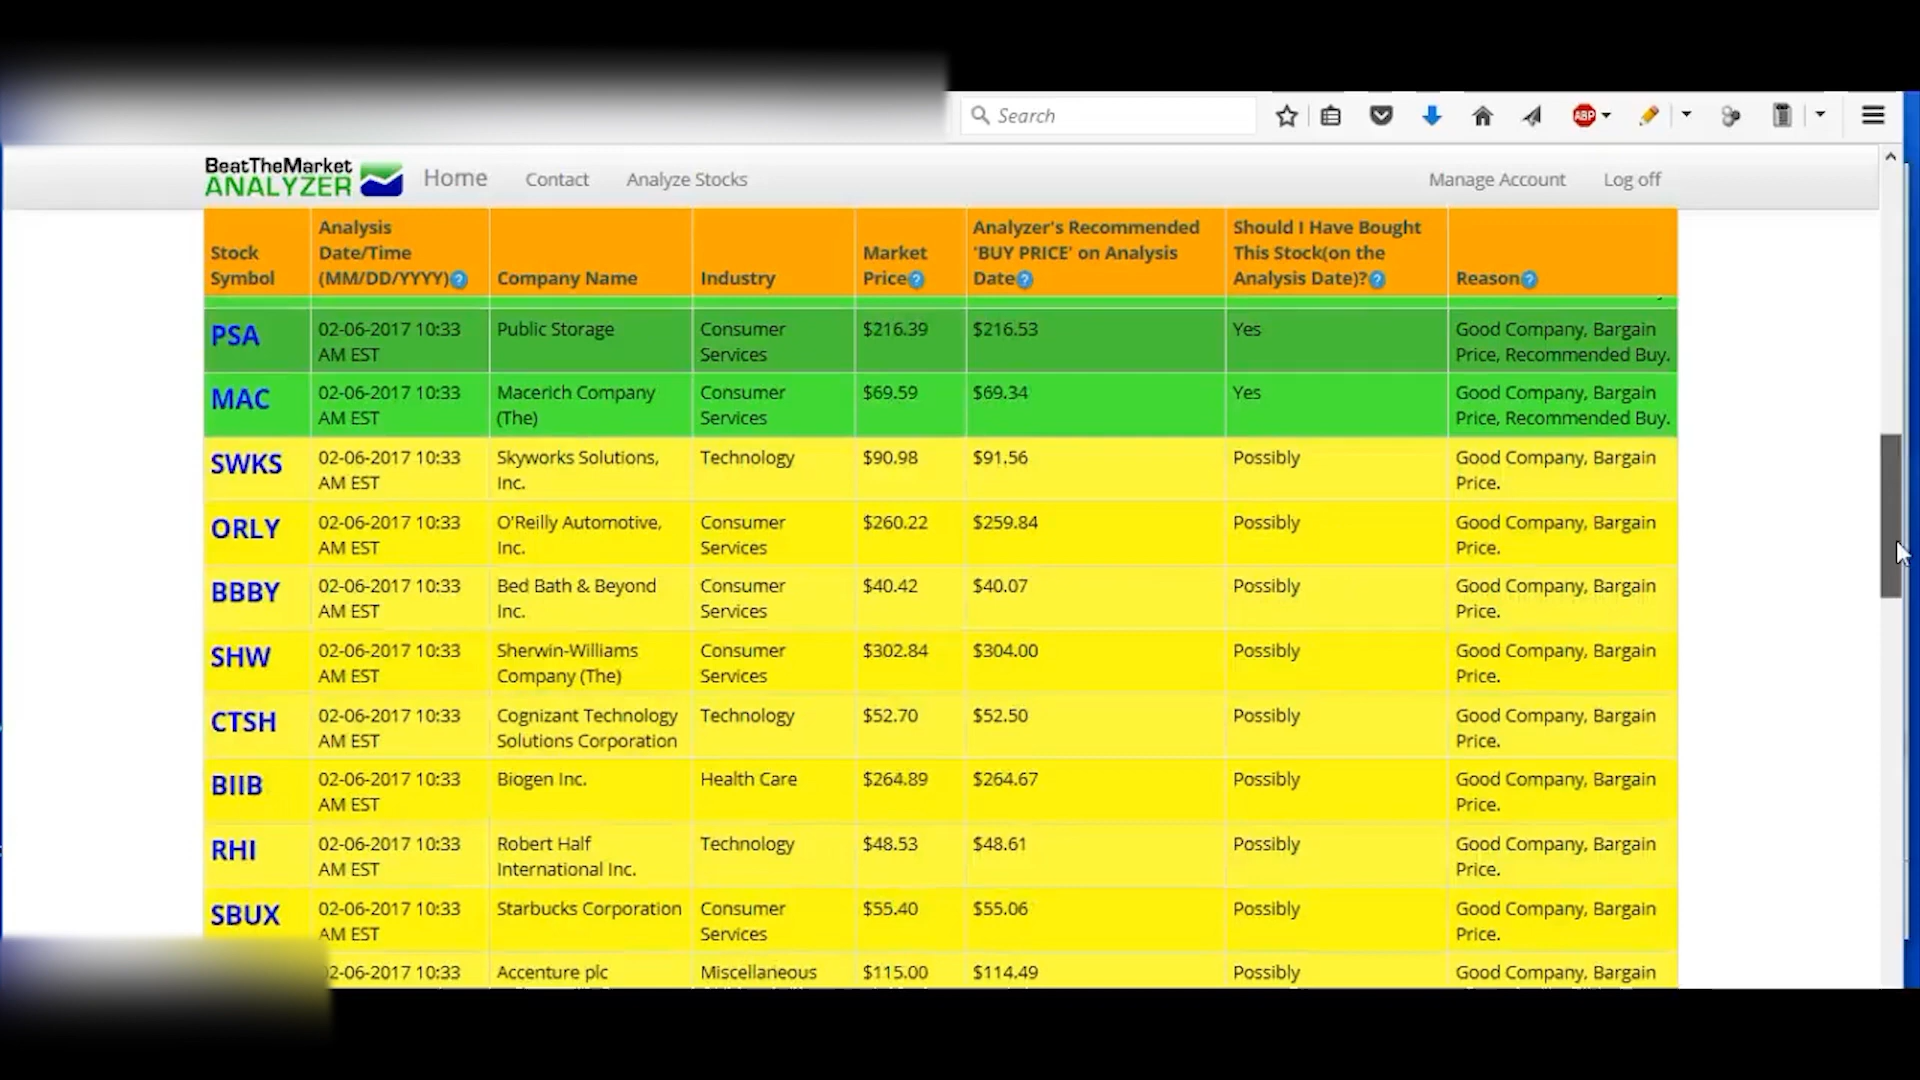 Search
ABP
BeatTheMarket
ANALYZER
Home
Contact
Analyze Stocks
Manage Account
Log off
Stock
Symbol
Analysis
Date/Time
(MM/DD/YYYY)?
Company Name
Industry
Market
Price?
Analyzer's Recommended
'BUY PRICE' on Analysis
Date?
Should I Have Bought
This Stock(on the
Analysis Date)??
Reason?
PSA
02-06-2017 10:33
AM EST
Public Storage
Consumer
Services
$216.39
$216.53
Yes
Good Company, Bargain
Price, Recommended Buy.
MAC
02-06-2017 10:33
AM EST
Macerich Company
(The)
Consumer
Services
$69.59
$69.34
Yes
Good Company, Bargain
Price, Recommended Buy.
SWKS
02-06-2017 10:33
AM EST
Skyworks Solutions,
Inc.
Technology
$90.98
$91.56
Possibly
Good Company, Bargain
Price.
ORLY
02-06-2017 10:33
AM EST
O'Reilly Automotive,
Inc.
Consumer
Services
$260.22
$259.84
Possibly
Good Company, Bargain
Price.
BBBY
02-06-2017 10:33
AM EST
Bed Bath & Beyond
Inc.
Consumer
Services
$40.42
$40.07
Possibly
Good Company, Bargain
Price.
SHW
02-06-2017 10:33
AM EST
Sherwin-Williams
Company (The)
Consumer
Services
$302.84
$304.00
Possibly
Good Company, Bargain
Price.
CTSH
02-06-2017 10:33
AM EST
Cognizant Technology
Solutions Corporation
Technology
$52.70
$52.50
Possibly
Good Company, Bargain
Price.
BIIB
02-06-2017 10:33
AM EST
Biogen Inc.
Health Care
$264.89
$264.67
Possibly
Good Company, Bargain
Price.
RHI
02-06-2017 10:33
AM EST
Robert Half
International Inc.
Technology
$48.53
$48.61
Possibly
Good Company, Bargain
Price.
SBUX
02-06-2017 10:33
AM EST
Starbucks Corporation
Consumer
Services
$55.40
$55.06
Possibly
Good Company, Bargain
Price.
2-06-2017 10:33
Accenture plc
Miscellaneous
$115.00
$114.49
Possibly
Good Company, Bargain